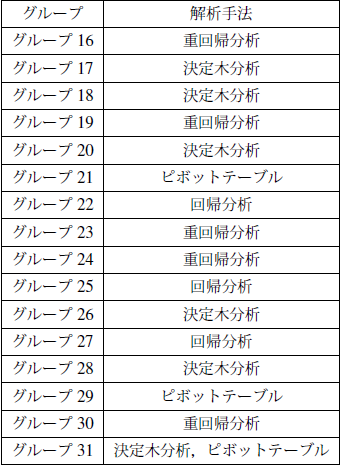 グループ 解析手法
グループ 16 重回帰分析
グループ 17 決定木分析
グループ 18 決定木分析
グループ 19 重回帰分析
グループ 20 決定木分析
グループ 21 ピボットテーブル
グループ 22 回帰分析
グループ 23 重回帰分析
グループ 24 重回帰分析
グループ 25 回帰分析
グループ 26 決定木分析
グループ 27 回帰分析
グループ 28 決定木分析
グループ 29 ピボットテーブル
グループ 30 重回帰分析
グループ 31 決定木分析，ピボットテーブル